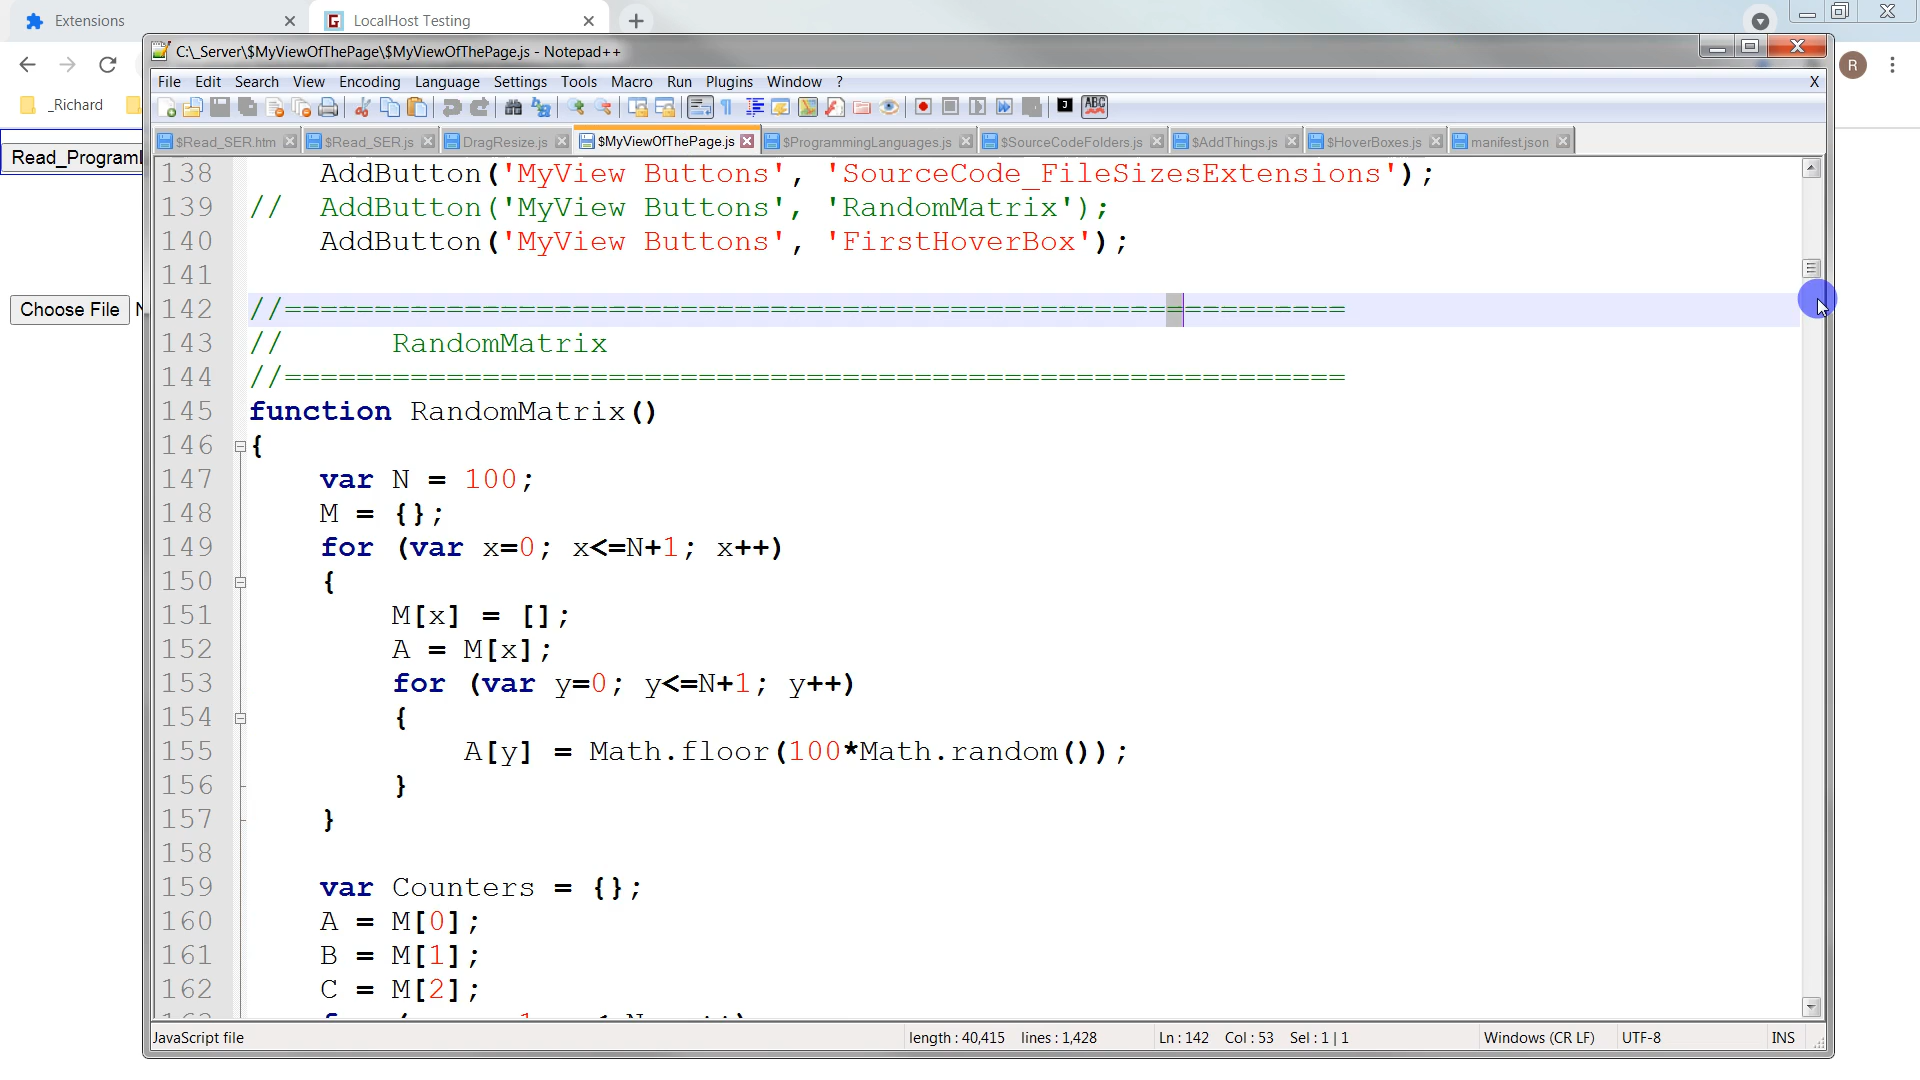 Extensions
LocalHost Testing
C:\_Server\$MyViewOfThePage\$MyViewOfThePage.js - Notepad++
R
File Edit Search View Encoding Language Settings Tools Macro Run Plugins Window ? X
_Richard
$Read_SER.htm $Read_SER.js DragResize.js $MyViewOfThePage.js $ProgrammingLanguages.js $SourceCodeFolders.js $AddThings.js $HoverBoxes.js manifest.json
Read_Program
138 AddButton('MyView Buttons', 'SourceCode_FileSizesExtensions');
139 // AddButton('MyView Buttons', 'RandomMatrix');
140 AddButton('MyView Buttons', 'FirstHoverBox');
141
142 //===========================================================
Choose File
143 // RandomMatrix
144 //===========================================================
145 function RandomMatrix()
146 {
147 var N = 100;
148 M = {};
149 for (var x=0; x<=N+1; x++)
150 {
151 M[x] = [];
152 A = M[x];
153 for (var y=0; y<=N+1; y++)
154 {
155 A[y] = Math.floor(100*Math.random());
156 }
157 }
158
159 var Counters = {};
160 A = M[0];
161 B = M[1];
162 C = M[2];
JavaScript file length : 40,415 lines : 1,428 Ln : 142 Col : 53 Sel : 1 | 1 Windows (CR LF) UTF-8 INS